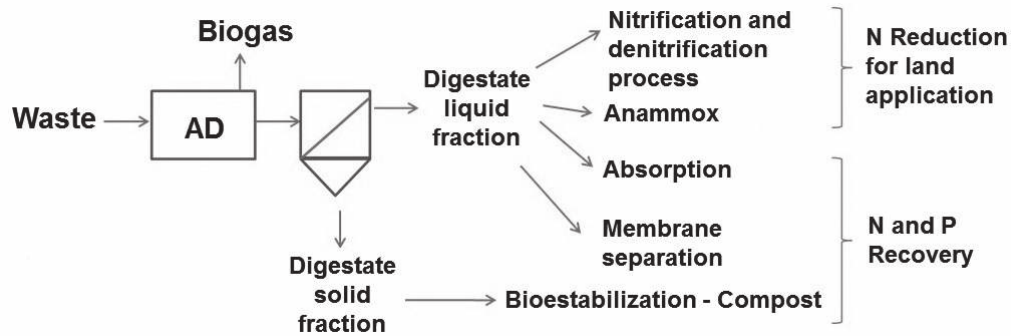 Biogas
Waste
AD
Digestate
liquid
fraction
Nitrification and
denitrification
process
Anammox
Absorption
Membrane
separation
N Reduction
for land
application
N and P
Recovery
Digestate
solid
fraction
Bioestabilization - Compost